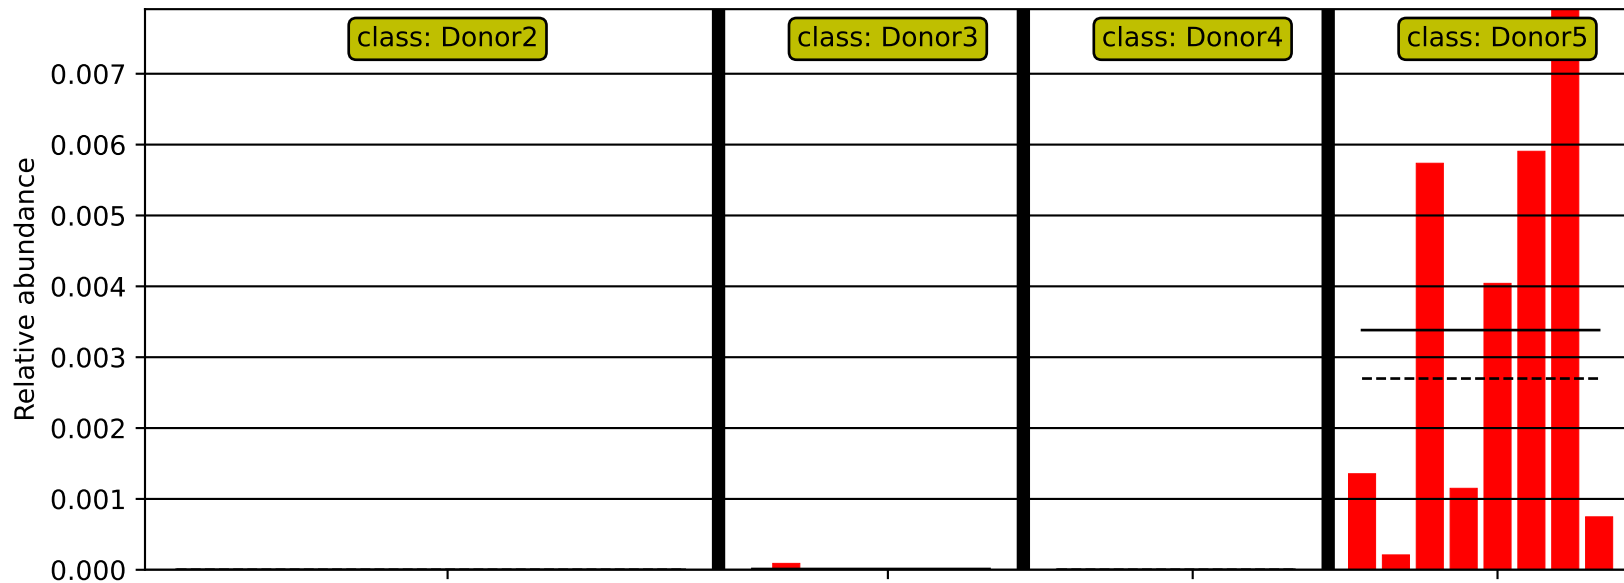 class: Donor2
class: Donor3
class: Donor4
class: Donor5
Relative abundance
0.007
0.006
0.005
0.004
0.003
0.002
0.001
0.000